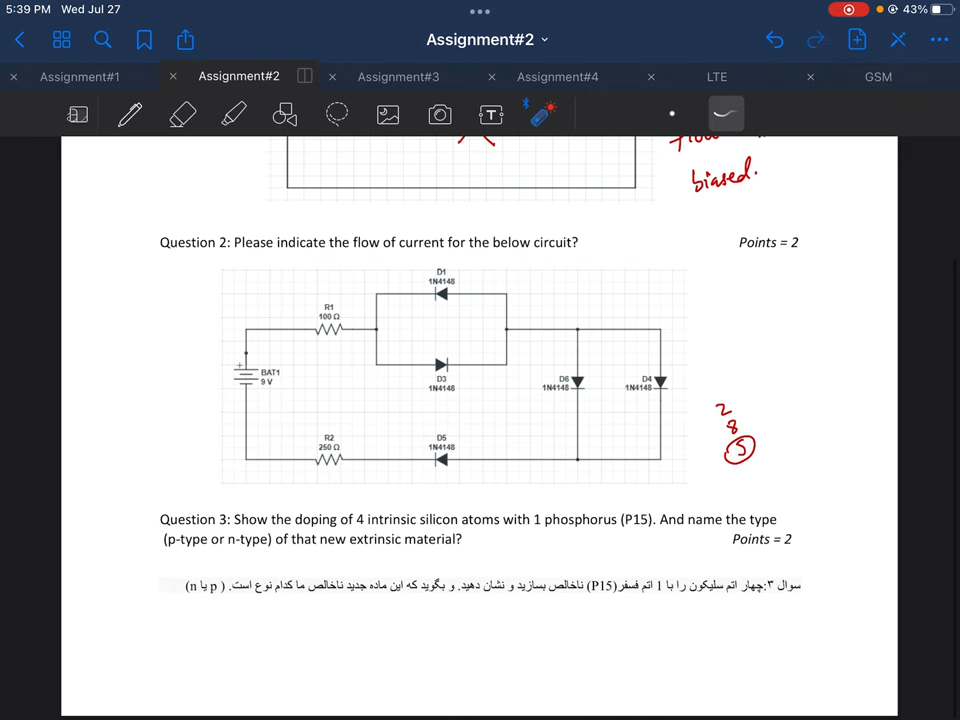 5:39 PM Wed Jul 27
43%
Assignment#2
Assignment#1
Assignment#2
Assignment#3
Assignment#4
LTE
GSM
T
biased.
Question 2: Please indicate the flow of current for the below circuit?
Points = 2
D1
1N4148
R1
100 Ω
+
BAT1
9 V
D3
1N4148
D6
1N4148
D4
1N4148
2
8
5
R2
250 Ω
D5
1N4148
Question 3: Show the doping of 4 intrinsic silicon atoms with 1 phosphorus (P15). And name the type
(p-type or n-type) of that new extrinsic material?
Points = 2
سوال ۳:چهار اتم سلیکون را با 1 اتم فسفر(P15) ناخالص بسازید و نشان دهید. و بگوید که این ماده جدید ناخالص ما کدام نوع است. ( p یا n)